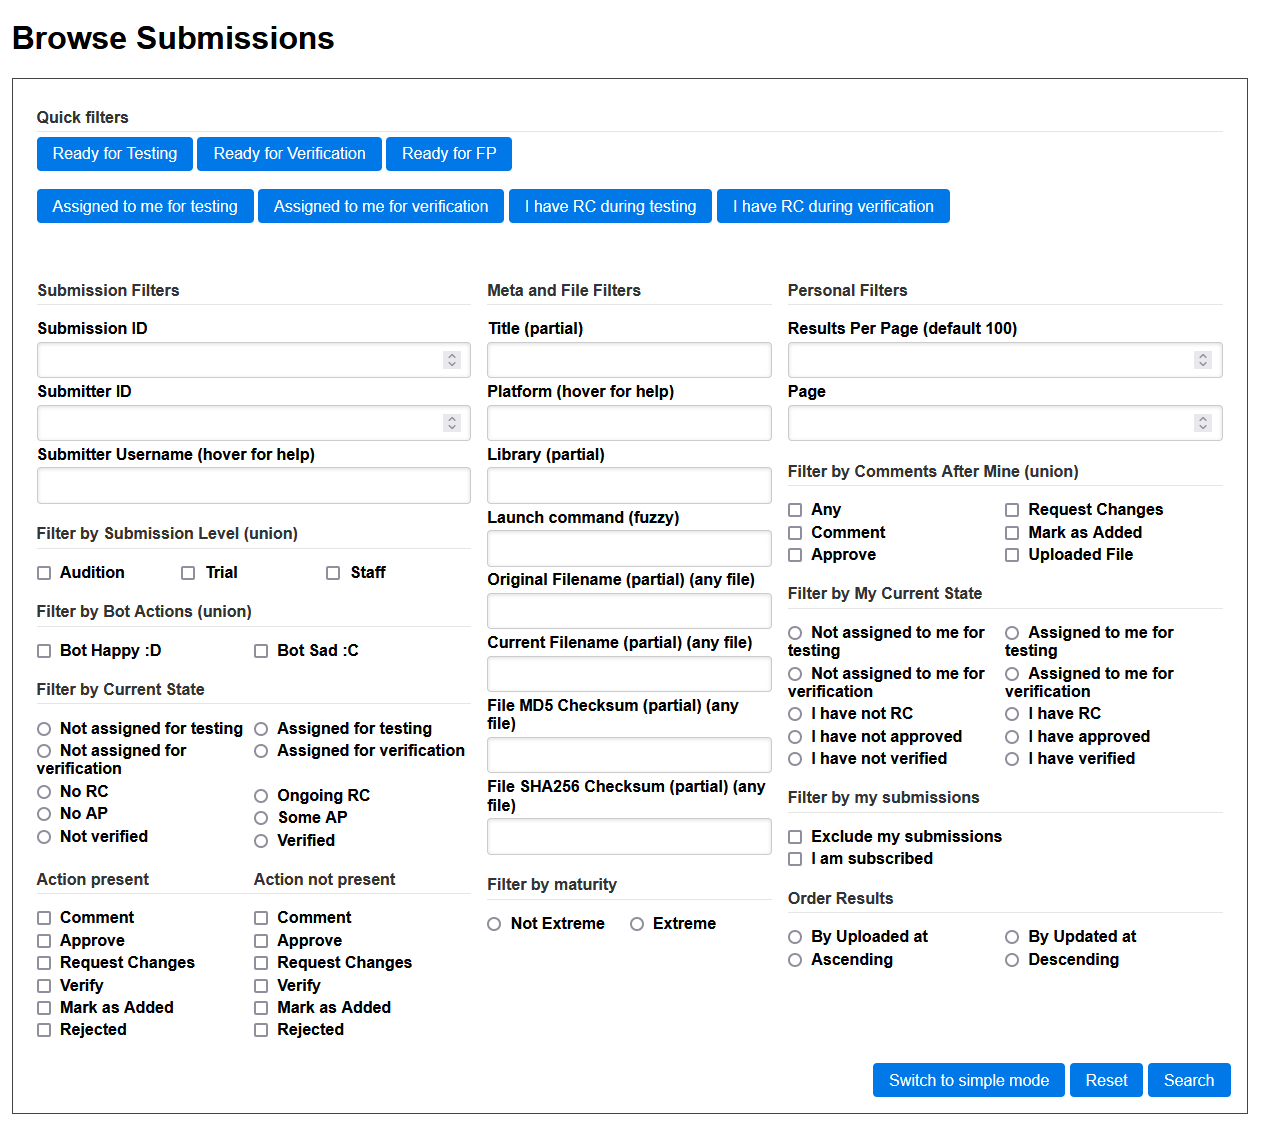 Browse Submissions
Quick filters
Ready for Testing
Ready for Verification
Ready for FP
Assigned to me for testing
Assigned to me for verification
I have RC during testing
I have RC during verification
Submission Filters
Submission ID
Submitter ID
Submitter Username (hover for help)
Filter by Submission Level (union)
Audition
Trial
Staff
Filter by Bot Actions (union)
Bot Happy :D
Bot Sad :C
Filter by Current State
Not assigned for testing
Assigned for testing
Not assigned for
verification
Assigned for verification
No RC
Ongoing RC
No AP
Some AP
Not verified
Verified
Action present
Comment
Approve
Request Changes
Verify
Mark as Added
Rejected
Action not present
Comment
Approve
Request Changes
Verify
Mark as Added
Rejected
Meta and File Filters
Title (partial)
Platform (hover for help)
Library (partial)
Launch command (fuzzy)
Original Filename (partial) (any file)
Current Filename (partial) (any file)
File MD5 Checksum (partial) (any
file)
File SHA256 Checksum (partial) (any
file)
Filter by maturity
Not Extreme
Extreme
Personal Filters
Results Per Page (default 100)
Page
Filter by Comments After Mine (union)
Any
Request Changes
Comment
Mark as Added
Approve
Uploaded File
Filter by My Current State
Not assigned to me for
testing
Assigned to me for
testing
Not assigned to me for
verification
Assigned to me for
verification
I have not RC
I have RC
I have not approved
I have approved
I have not verified
I have verified
Filter by my submissions
Exclude my submissions
I am subscribed
Order Results
By Uploaded at
By Updated at
Ascending
Descending
Switch to simple mode
Reset
Search